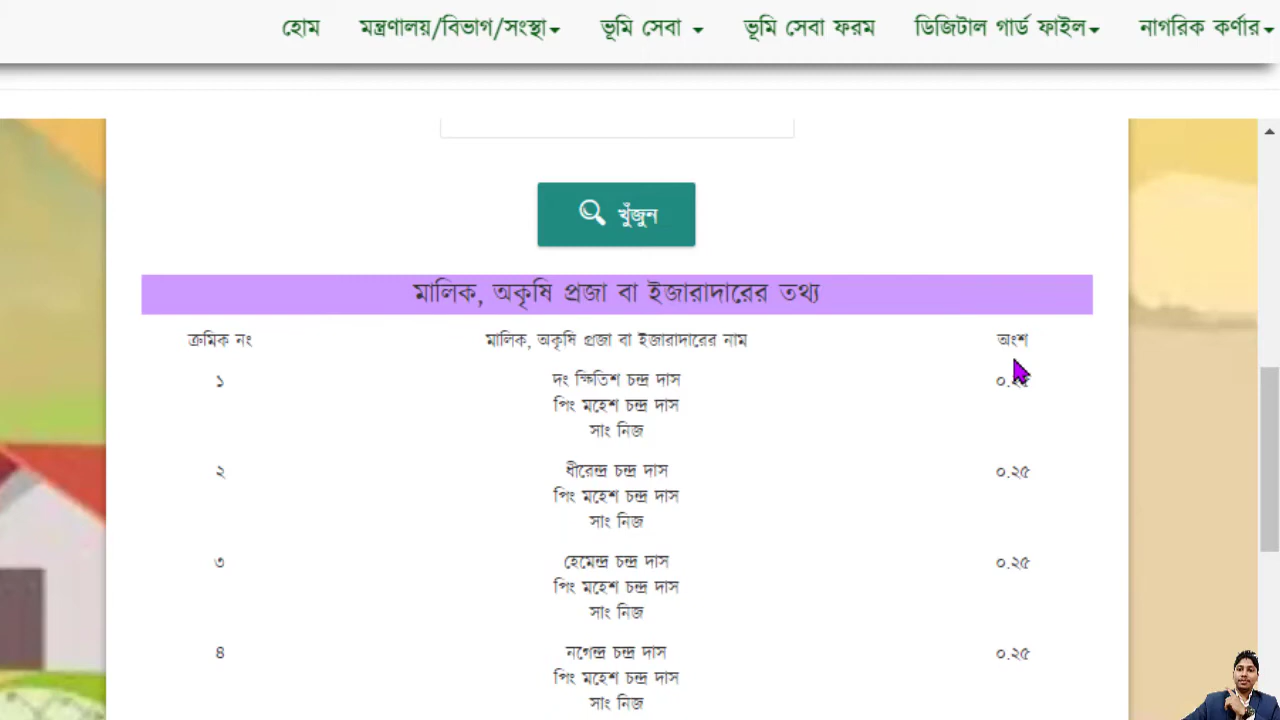 হোম মন্ত্রণালয়/বিভাগ/সংস্থা ভূমি সেবা ভূমি সেবা ফরম ডিজিটাল গার্ড ফাইল নাগরিক কর্ণার
খুঁজুন
মালিক, অকৃষি প্রজা বা ইজারাদারের তথ্য
ক্রমিক নং মালিক, অকৃষি প্রজা বা ইজারাদারের নাম অংশ
১ দং ক্ষিতিশ চন্দ্র দাস
পিং মহেশ চন্দ্র দাস
সাং নিজ
২ ধীরেন্দ্র চন্দ্র দাস ০.২৫
পিং মহেশ চন্দ্র দাস
সাং নিজ
৩ হেমেন্দ্র চন্দ্র দাস ০.২৫
পিং মহেশ চন্দ্র দাস
সাং নিজ
৪ নগেন্দ্র চন্দ্র দাস ০.২৫
পিং মহেশ চন্দ্র দাস
সাং নিজ